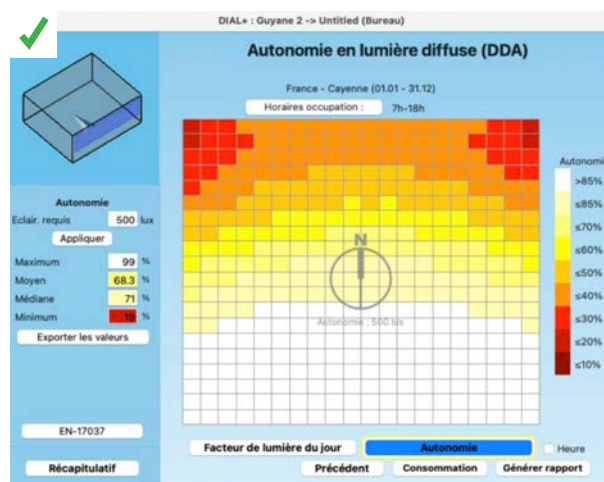 DIAL+ : Guyane 2 -> Untitled (Bureau)
Autonomie en lumière diffuse (DDA)
France - Cayenne (01.01 - 31.12)
Horaires occupation : 7h-18h
Autonomie
Eclair. requis 500 lux
Appliquer
Maximum 99 %
Moyen 68.3 %
Médiane 71 %
Minimum 19 %
Exporter les valeurs
EN-17037
Récapitulatif
N
Autonomie : 500 lux
Autonomie
>85%
≤85%
≤70%
≤60%
≤50%
≤40%
≤30%
≤20%
≤10%
Facteur de lumière du jour Autonomie Heure
Précédent Consommation Générer rapport